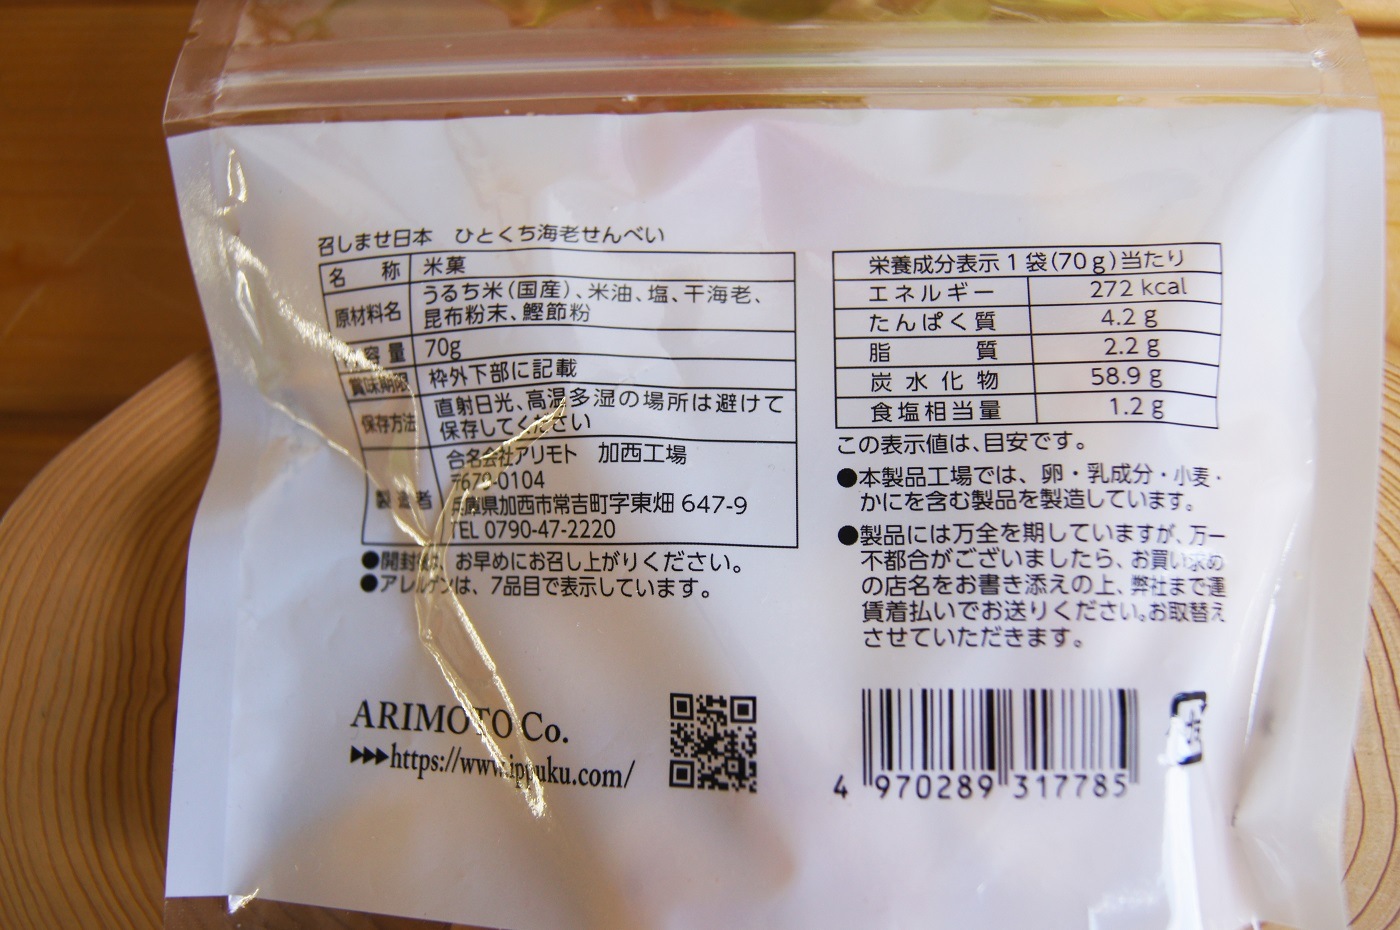 召しませ日本 ひとくち海老せんべい
名称 米菓
原材料名 うるち米(国産)、米油、塩、干海老、
昆布粉末、鰹節粉
容量 70g
賞味期限 枠外下部に記載
保存方法 直射日光、高温多湿の場所は避けて
保存してください
製造者 合名会社アリモト 加西工場
〒679-0104
兵庫県加西市常吉町字東畑 647-9
TEL 0790-47-2220
●開封後は、お早めにお召し上がりください。
●アレルゲンは、7品目で表示しています。
ARIMOTO Co.
▶▶▶https://www.ippuku.com/
栄養成分表示1袋(70g)当たり
エネルギー 272 kcal
たんぱく質 4.2 g
脂質 2.2 g
炭水化物 58.9 g
食塩相当量 1.2 g
この表示値は、目安です。
●本製品工場では、卵・乳成分・小麦・
かにを含む製品を製造しています。
●製品には万全を期していますが、万一
不都合がございましたら、お買い求め
の店名をお書き添えの上、弊社まで運
賃着払いでお送りください。お取替え
させていただきます。
4 970289 317785